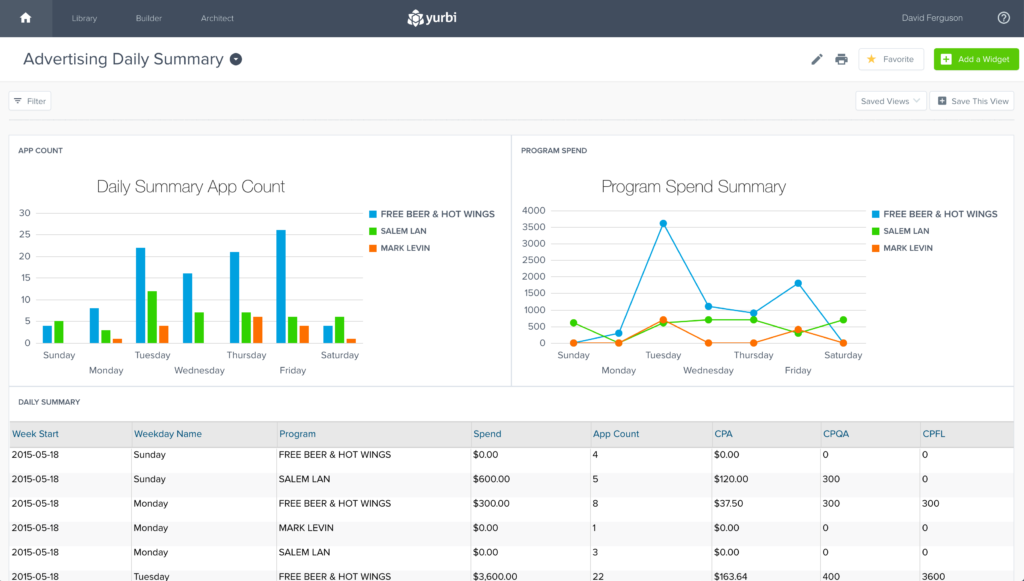 Library Builder Architect yurbi David Ferguson ?
Advertising Daily Summary Favorite Add a Widget
Filter Saved Views Save This View
APP COUNT
Daily Summary App Count
30
25
20
15
10
5
0
Sunday Tuesday Thursday Saturday
Monday Wednesday Friday
FREE BEER & HOT WINGS
SALEM LAN
MARK LEVIN
PROGRAM SPEND
Program Spend Summary
4000
3500
3000
2500
2000
1500
1000
500
0
Sunday Tuesday Thursday Saturday
Monday Wednesday Friday
FREE BEER & HOT WINGS
SALEM LAN
MARK LEVIN
DAILY SUMMARY
Week Start Weekday Name Program Spend App Count CPA CPQA CPFL
2015-05-18 Sunday FREE BEER & HOT WINGS $0.00 4 $0.00 0 0
2015-05-18 Sunday SALEM LAN $600.00 5 $120.00 300 0
2015-05-18 Monday FREE BEER & HOT WINGS $300.00 8 $37.50 300 300
2015-05-18 Monday MARK LEVIN $0.00 1 $0.00 0 0
2015-05-18 Monday SALEM LAN $0.00 3 $0.00 0 0
2015-05-18 Tuesday FREE BEER & HOT WINGS $3,600.00 22 $163.64 400 3600